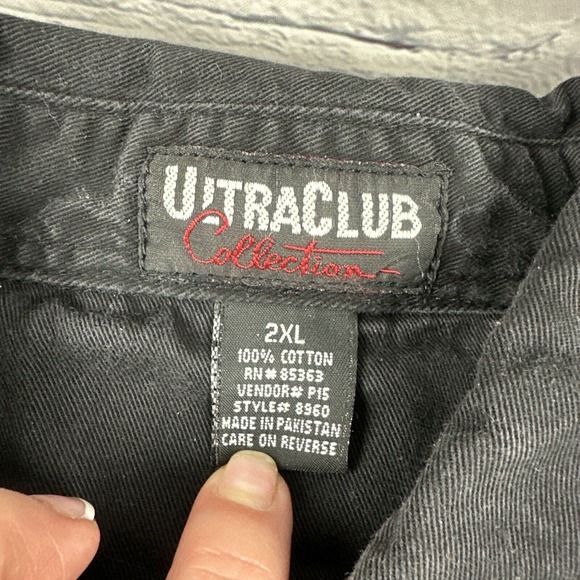 ULTRACLUB
Collection
2XL
100% COTTON
RN# 85363
VENDOR# P15
STYLE# 8960
MADE IN PAKISTAN
CARE ON REVERSE